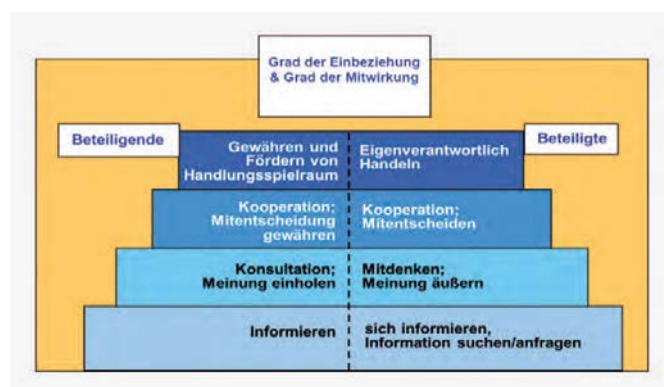 Grad der Einbeziehung
& Grad der Mitwirkung
Beteiligende
Beteiligte
Gewähren und
Fördern von
Handlungsspielraum
Eigenverantwortlich
Handeln
Kooperation;
Mitentscheidung
gewähren
Kooperation;
Mitentscheiden
Konsultation;
Meinung einholen
Mitdenken;
Meinung äußern
Informieren
sich informieren,
Information suchen/anfragen